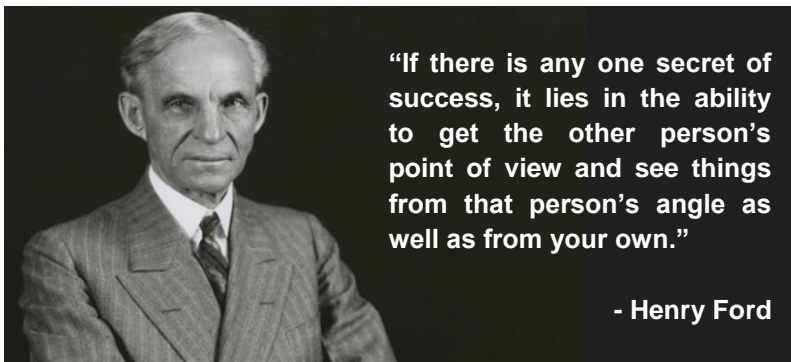 “If there is any one secret of
success, it lies in the ability
to get the other person’s
point of view and see things
from that person’s angle as
well as from your own.”
- Henry Ford